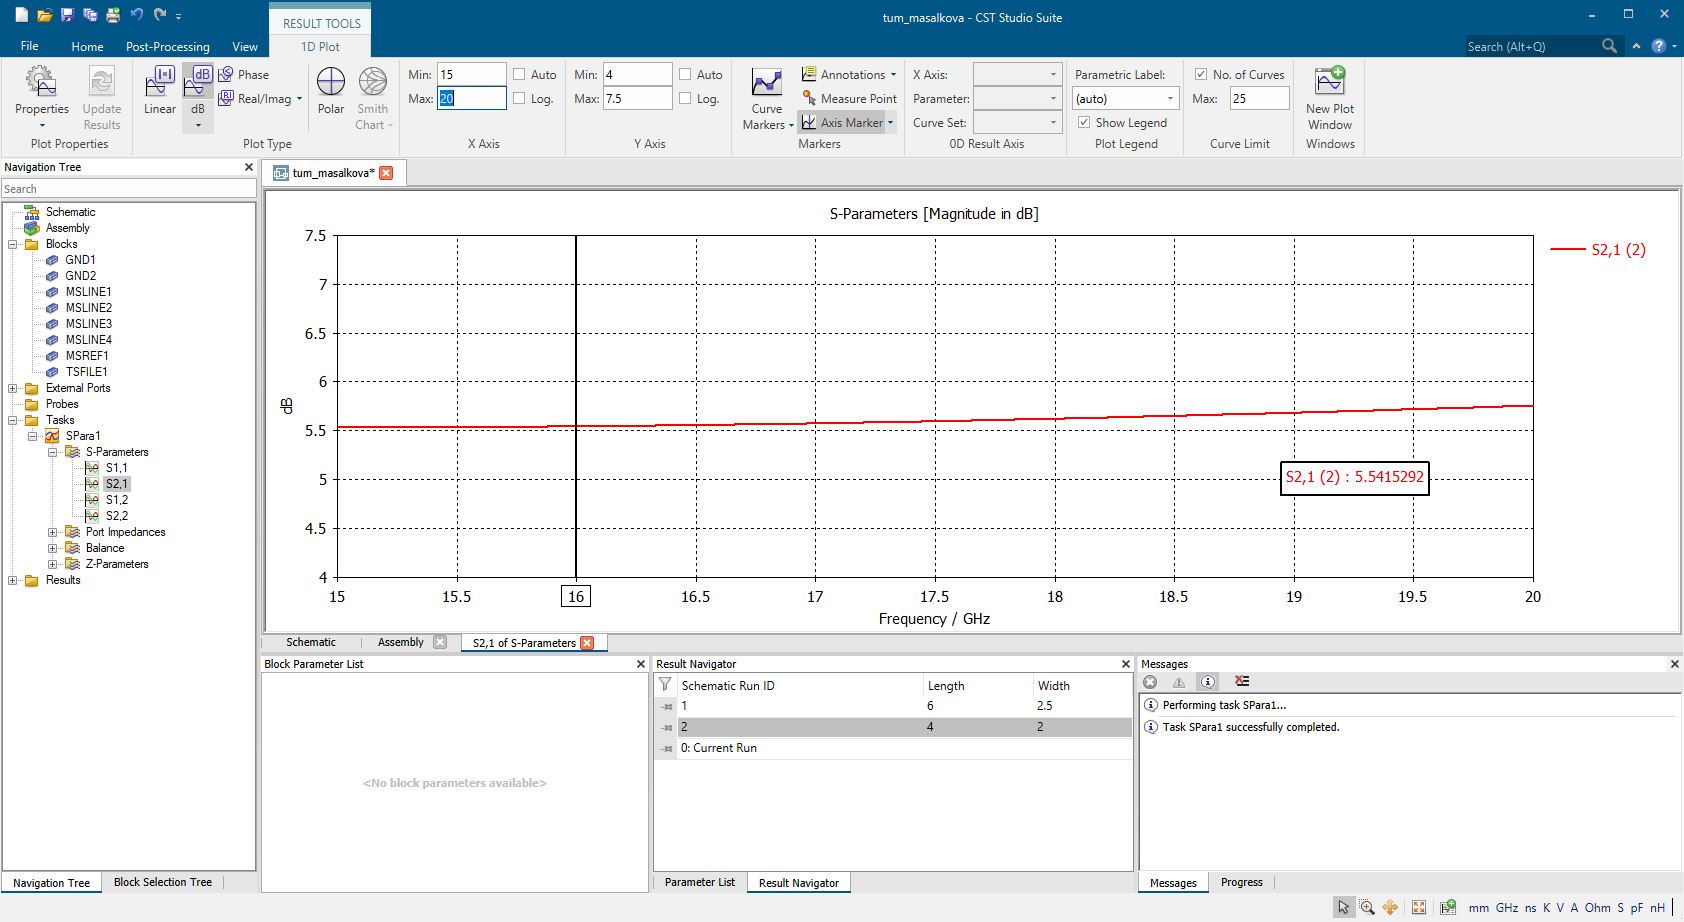 RESULT TOOLS
tum_masalkova - CST Studio Suite
File Home Post-Processing View 1D Plot
Search (Alt+Q)
Properties
Update Results
Plot Properties
Linear
dB
Phase
Real/Imag
Polar
Smith Chart
Plot Type
Min: 15 Auto
Max: 20 Log.
X Axis
Min: 4 Auto
Max: 7.5 Log.
Y Axis
Curve Markers
Annotations
Measure Point
Axis Marker
Markers
X Axis:
Parameter:
Curve Set:
0D Result Axis
Parametric Label:
(auto)
Show Legend
Plot Legend
No. of Curves
Max: 25
Curve Limit
New Plot Window
Windows
Navigation Tree
Search
Schematic
Assembly
Blocks
GND1
GND2
MSLINE1
MSLINE2
MSLINE3
MSLINE4
MSREF1
TSFILE1
External Ports
Probes
Tasks
SPara1
S-Parameters
S1,1
S2,1
S1,2
S2,2
Port Impedances
Balance
Z-Parameters
Results
Navigation Tree Block Selection Tree
tum_masalkova*
S-Parameters [Magnitude in dB]
7.5
7
6.5
6
5.5
5
4.5
4
dB
S2,1 (2)
S2,1 (2) : 5.5415292
15 15.5 16 16.5 17 17.5 18 18.5 19 19.5 20
Frequency / GHz
Schematic Assembly S2,1 of S-Parameters
Block Parameter List
<No block parameters available>
Result Navigator
Schematic Run ID Length Width
1 6 2.5
2 4 2
0: Current Run
Parameter List Result Navigator
Messages
Performing task SPara1...
Task SPara1 successfully completed.
Messages Progress
mm GHz ns K V A Ohm S pF nH